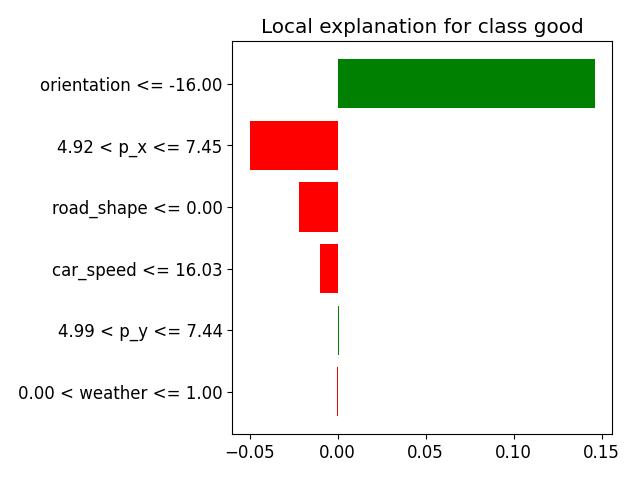 Local explanation for class good
orientation <= -16.00
4.92 < p_x <= 7.45
road_shape <= 0.00
car_speed <= 16.03
4.99 < p_y <= 7.44
0.00 < weather <= 1.00
−0.05 0.00 0.05 0.10 0.15